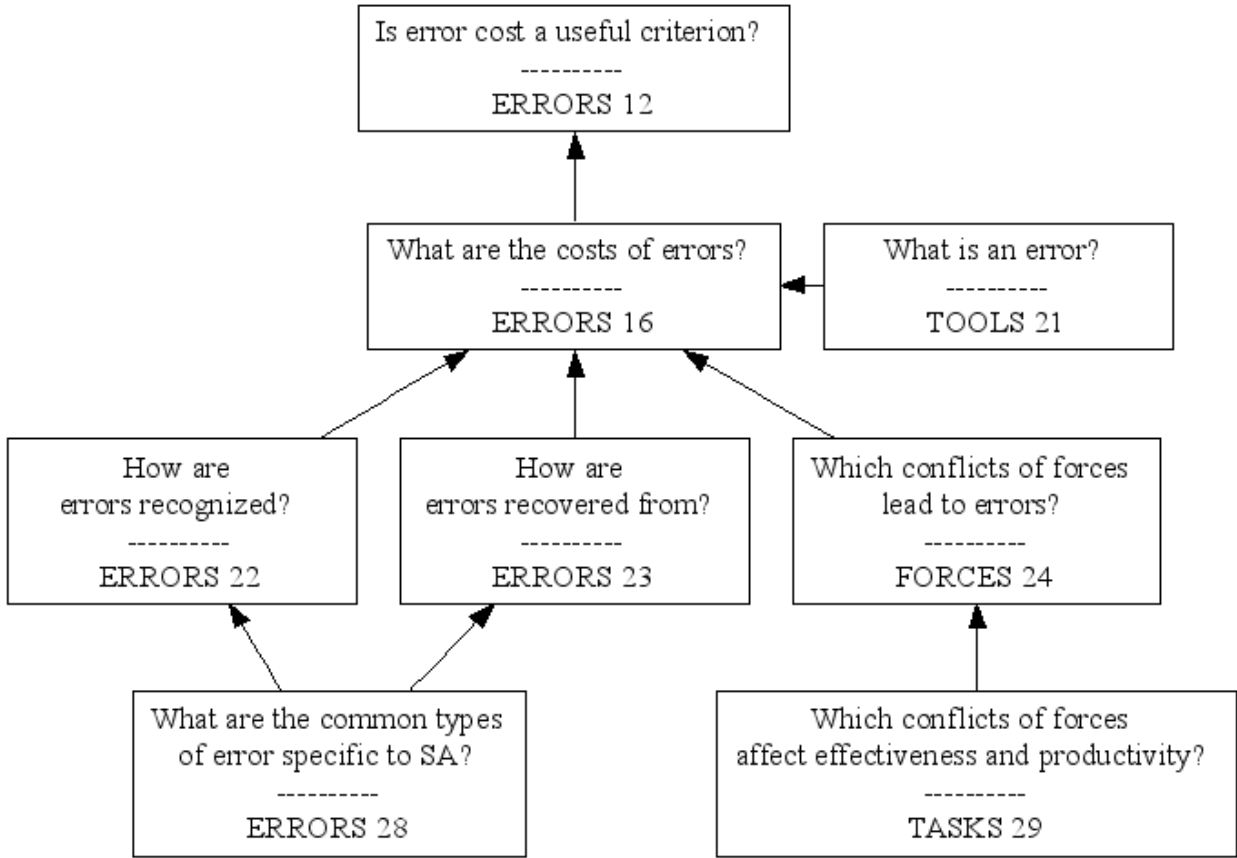 Is error cost a useful criterion?
----------
ERRORS 12
What are the costs of errors?
----------
ERRORS 16
What is an error?
----------
TOOLS 21
How are
errors recognized?
----------
ERRORS 22
How are
errors recovered from?
----------
ERRORS 23
Which conflicts of forces
lead to errors?
----------
FORCES 24
What are the common types
of error specific to SA?
----------
ERRORS 28
Which conflicts of forces
affect effectiveness and productivity?
----------
TASKS 29